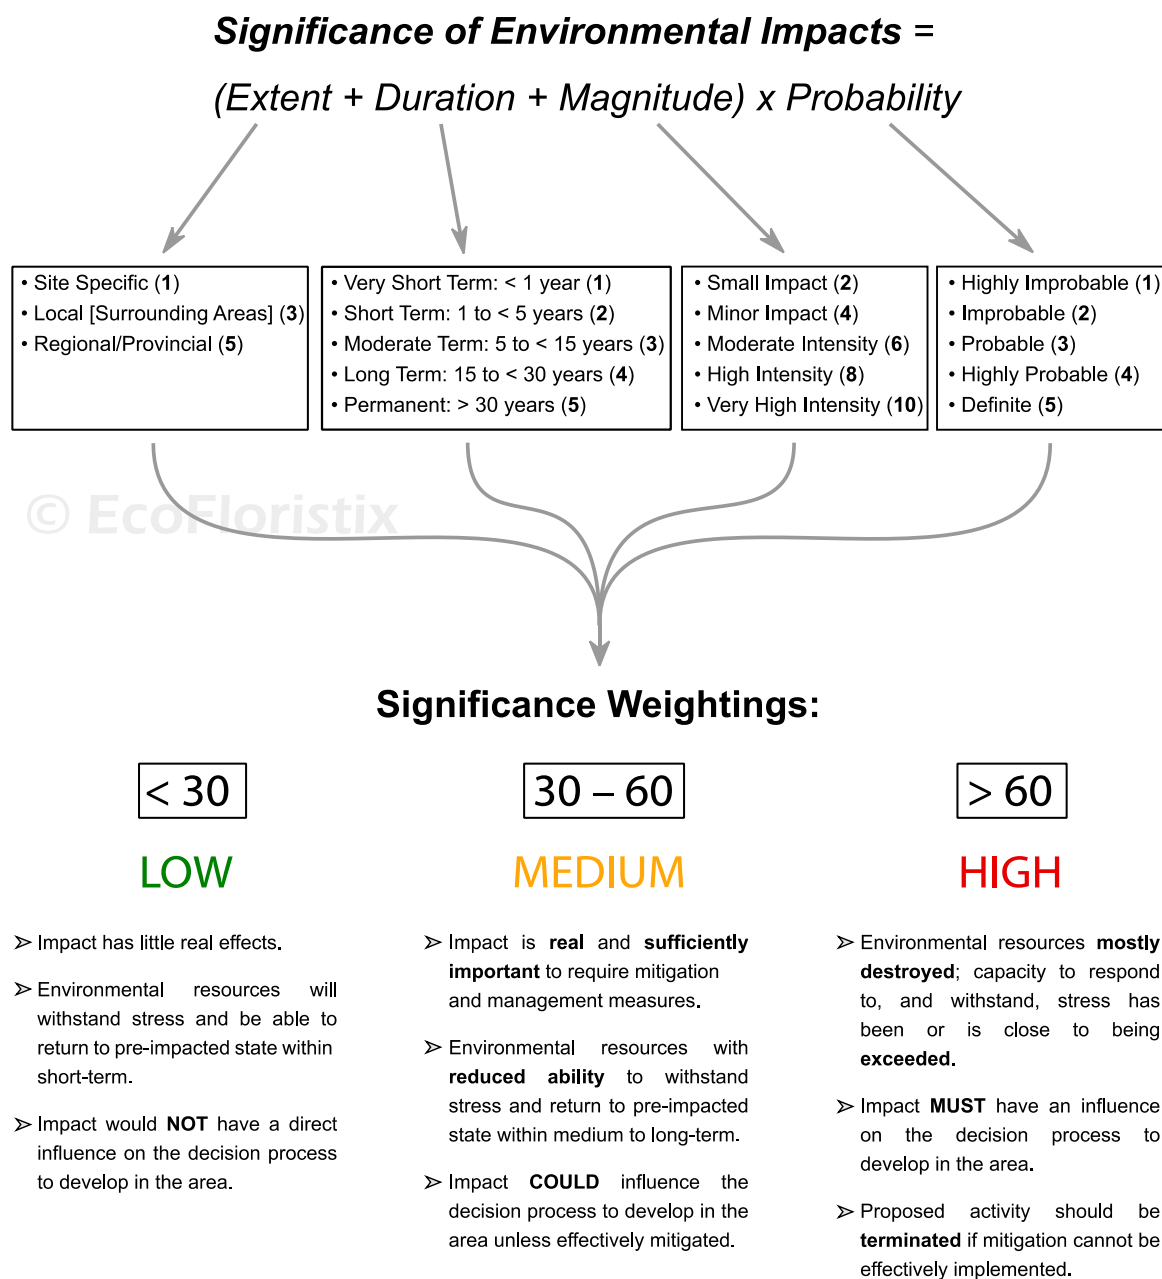 Significance of Environmental Impacts =
(Extent + Duration + Magnitude) x Probability
• Site Specific (1)
• Local [Surrounding Areas] (3)
• Regional/Provincial (5)
• Very Short Term: < 1 year (1)
• Short Term: 1 to < 5 years (2)
• Moderate Term: 5 to < 15 years (3)
• Long Term: 15 to < 30 years (4)
• Permanent: > 30 years (5)
• Small Impact (2)
• Minor Impact (4)
• Moderate Intensity (6)
• High Intensity (8)
• Very High Intensity (10)
• Highly Improbable (1)
• Improbable (2)
• Probable (3)
• Highly Probable (4)
• Definite (5)
© EcoFloristix
Significance Weightings:
< 30
LOW
➢ Impact has little real effects.
➢ Environmental resources will
withstand stress and be able to
return to pre-impacted state within
short-term.
➢ Impact would NOT have a direct
influence on the decision process
to develop in the area.
30 – 60
MEDIUM
➢ Impact is real and sufficiently
important to require mitigation
and management measures.
➢ Environmental resources with
reduced ability to withstand
stress and return to pre-impacted
state within medium to long-term.
➢ Impact COULD influence the
decision process to develop in the
area unless effectively mitigated.
> 60
HIGH
➢ Environmental resources mostly
destroyed; capacity to respond
to, and withstand, stress has
been or is close to being
exceeded.
➢ Impact MUST have an influence
on the decision process to
develop in the area.
➢ Proposed activity should be
terminated if mitigation cannot be
effectively implemented.